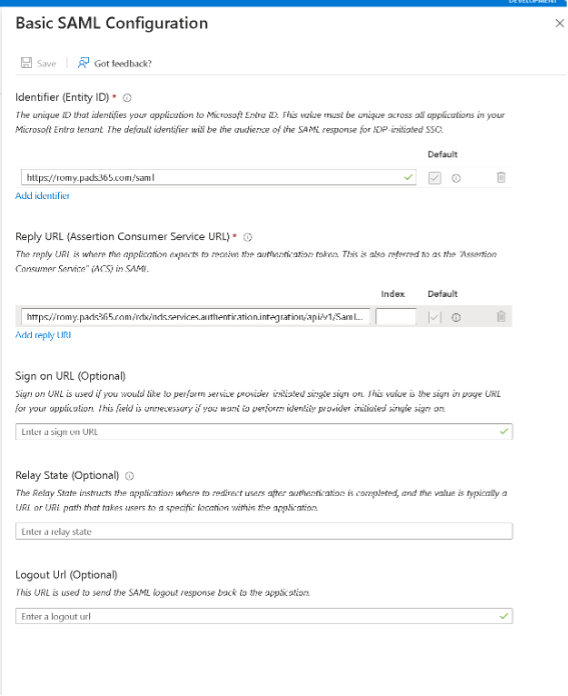 DEVELOPMENT
Basic SAML Configuration
Save
Got feedback?
Identifier (Entity ID) *
The unique ID that identifies your application to Microsoft Entra ID. This value must be unique across all applications in your
Microsoft Entra tenant. The default identifier will be the audience of the SAML response for IDP-initiated SSO.
Default
https://romy.pads365.com/saml
Add identifier
Reply URL (Assertion Consumer Service URL) *
The reply URL is where the application expects to receive the authentication token. This is also referred to as the "Assertion
Consumer Service" (ACS) in SAML.
Index Default
https://romy.pads365.com/rdx/nds.services.authentication.integration/api/v1/Saml...
Add reply URL
Sign on URL (Optional)
Sign on URL is used if you would like to perform service provider initiated single sign on. This value is the sign in page URL
for your application. This field is unnecessary if you want to perform identity provider initiated single sign on.
Enter a sign on URL
Relay State (Optional)
The Relay State instructs the application where to redirect users after authentication is completed, and the value is typically a
URL or URL path that takes users to a specific location within the application.
Enter a relay state
Logout Url (Optional)
This URL is used to send the SAML logout response back to the application.
Enter a logout url